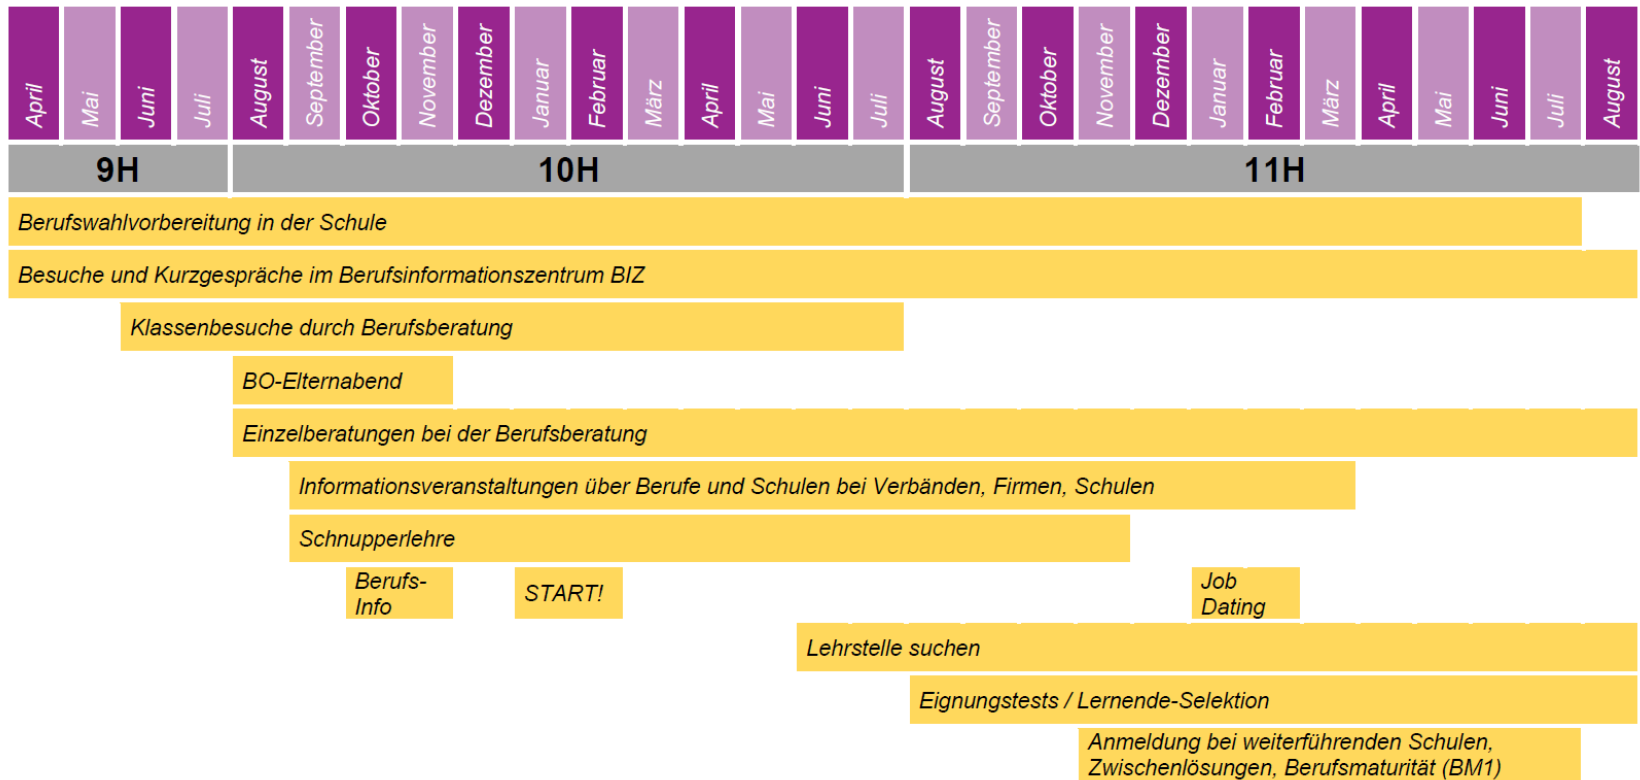 April
Mai
Juni
Juli
August
September
Oktober
November
Dezember
Januar
Februar
März
April
Mai
Juni
Juli
August
September
Oktober
November
Dezember
Januar
Februar
März
April
Mai
Juni
Juli
August
9H
10H
11H
Berufswahlvorbereitung in der Schule
Besuche und Kurzgespräche im Berufsinformationszentrum BIZ
Klassenbesuche durch Berufsberatung
BO-Elternabend
Einzelberatungen bei der Berufsberatung
Informationsveranstaltungen über Berufe und Schulen bei Verbänden, Firmen, Schulen
Schnupperlehre
Berufs-
Info
START!
Job
Dating
Lehrstelle suchen
Eignungstests / Lernende-Selektion
Anmeldung bei weiterführenden Schulen,
Zwischenlösungen, Berufsmaturität (BM1)